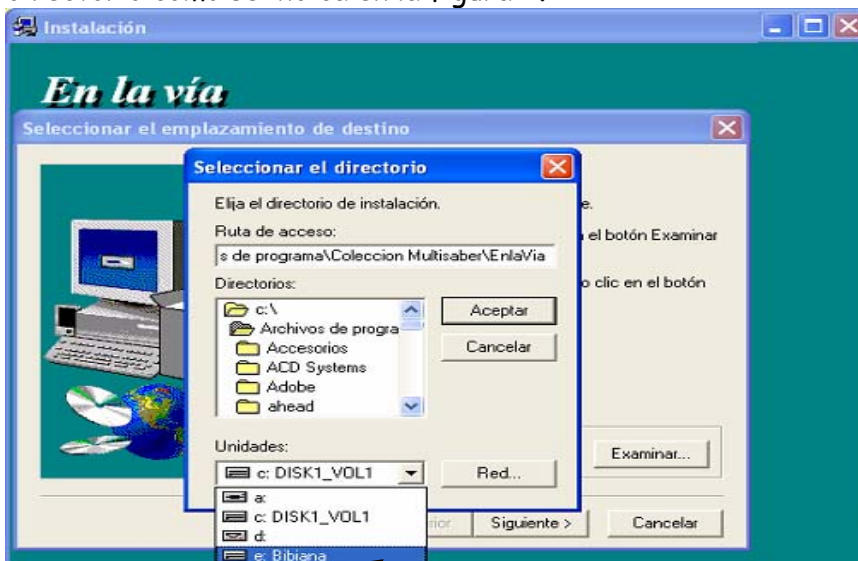 Instalación
En la vía
Seleccionar el emplazamiento de destino
Seleccionar el directorio
Elija el directorio de instalación.
e.
Ruta de acceso:
el botón Examinar
s de programa\Coleccion Multisaber\EnlaVia
Directorios:
o clic en el botón
c:\
Aceptar
Archivos de progra
Accesorios
Cancelar
ACD Systems
Adobe
ahead
Unidades:
Examinar...
c: DISK1_VOL1
Red...
a:
c: DISK1_VOL1
rior
Siguiente >
Cancelar
d:
e: Bibiana